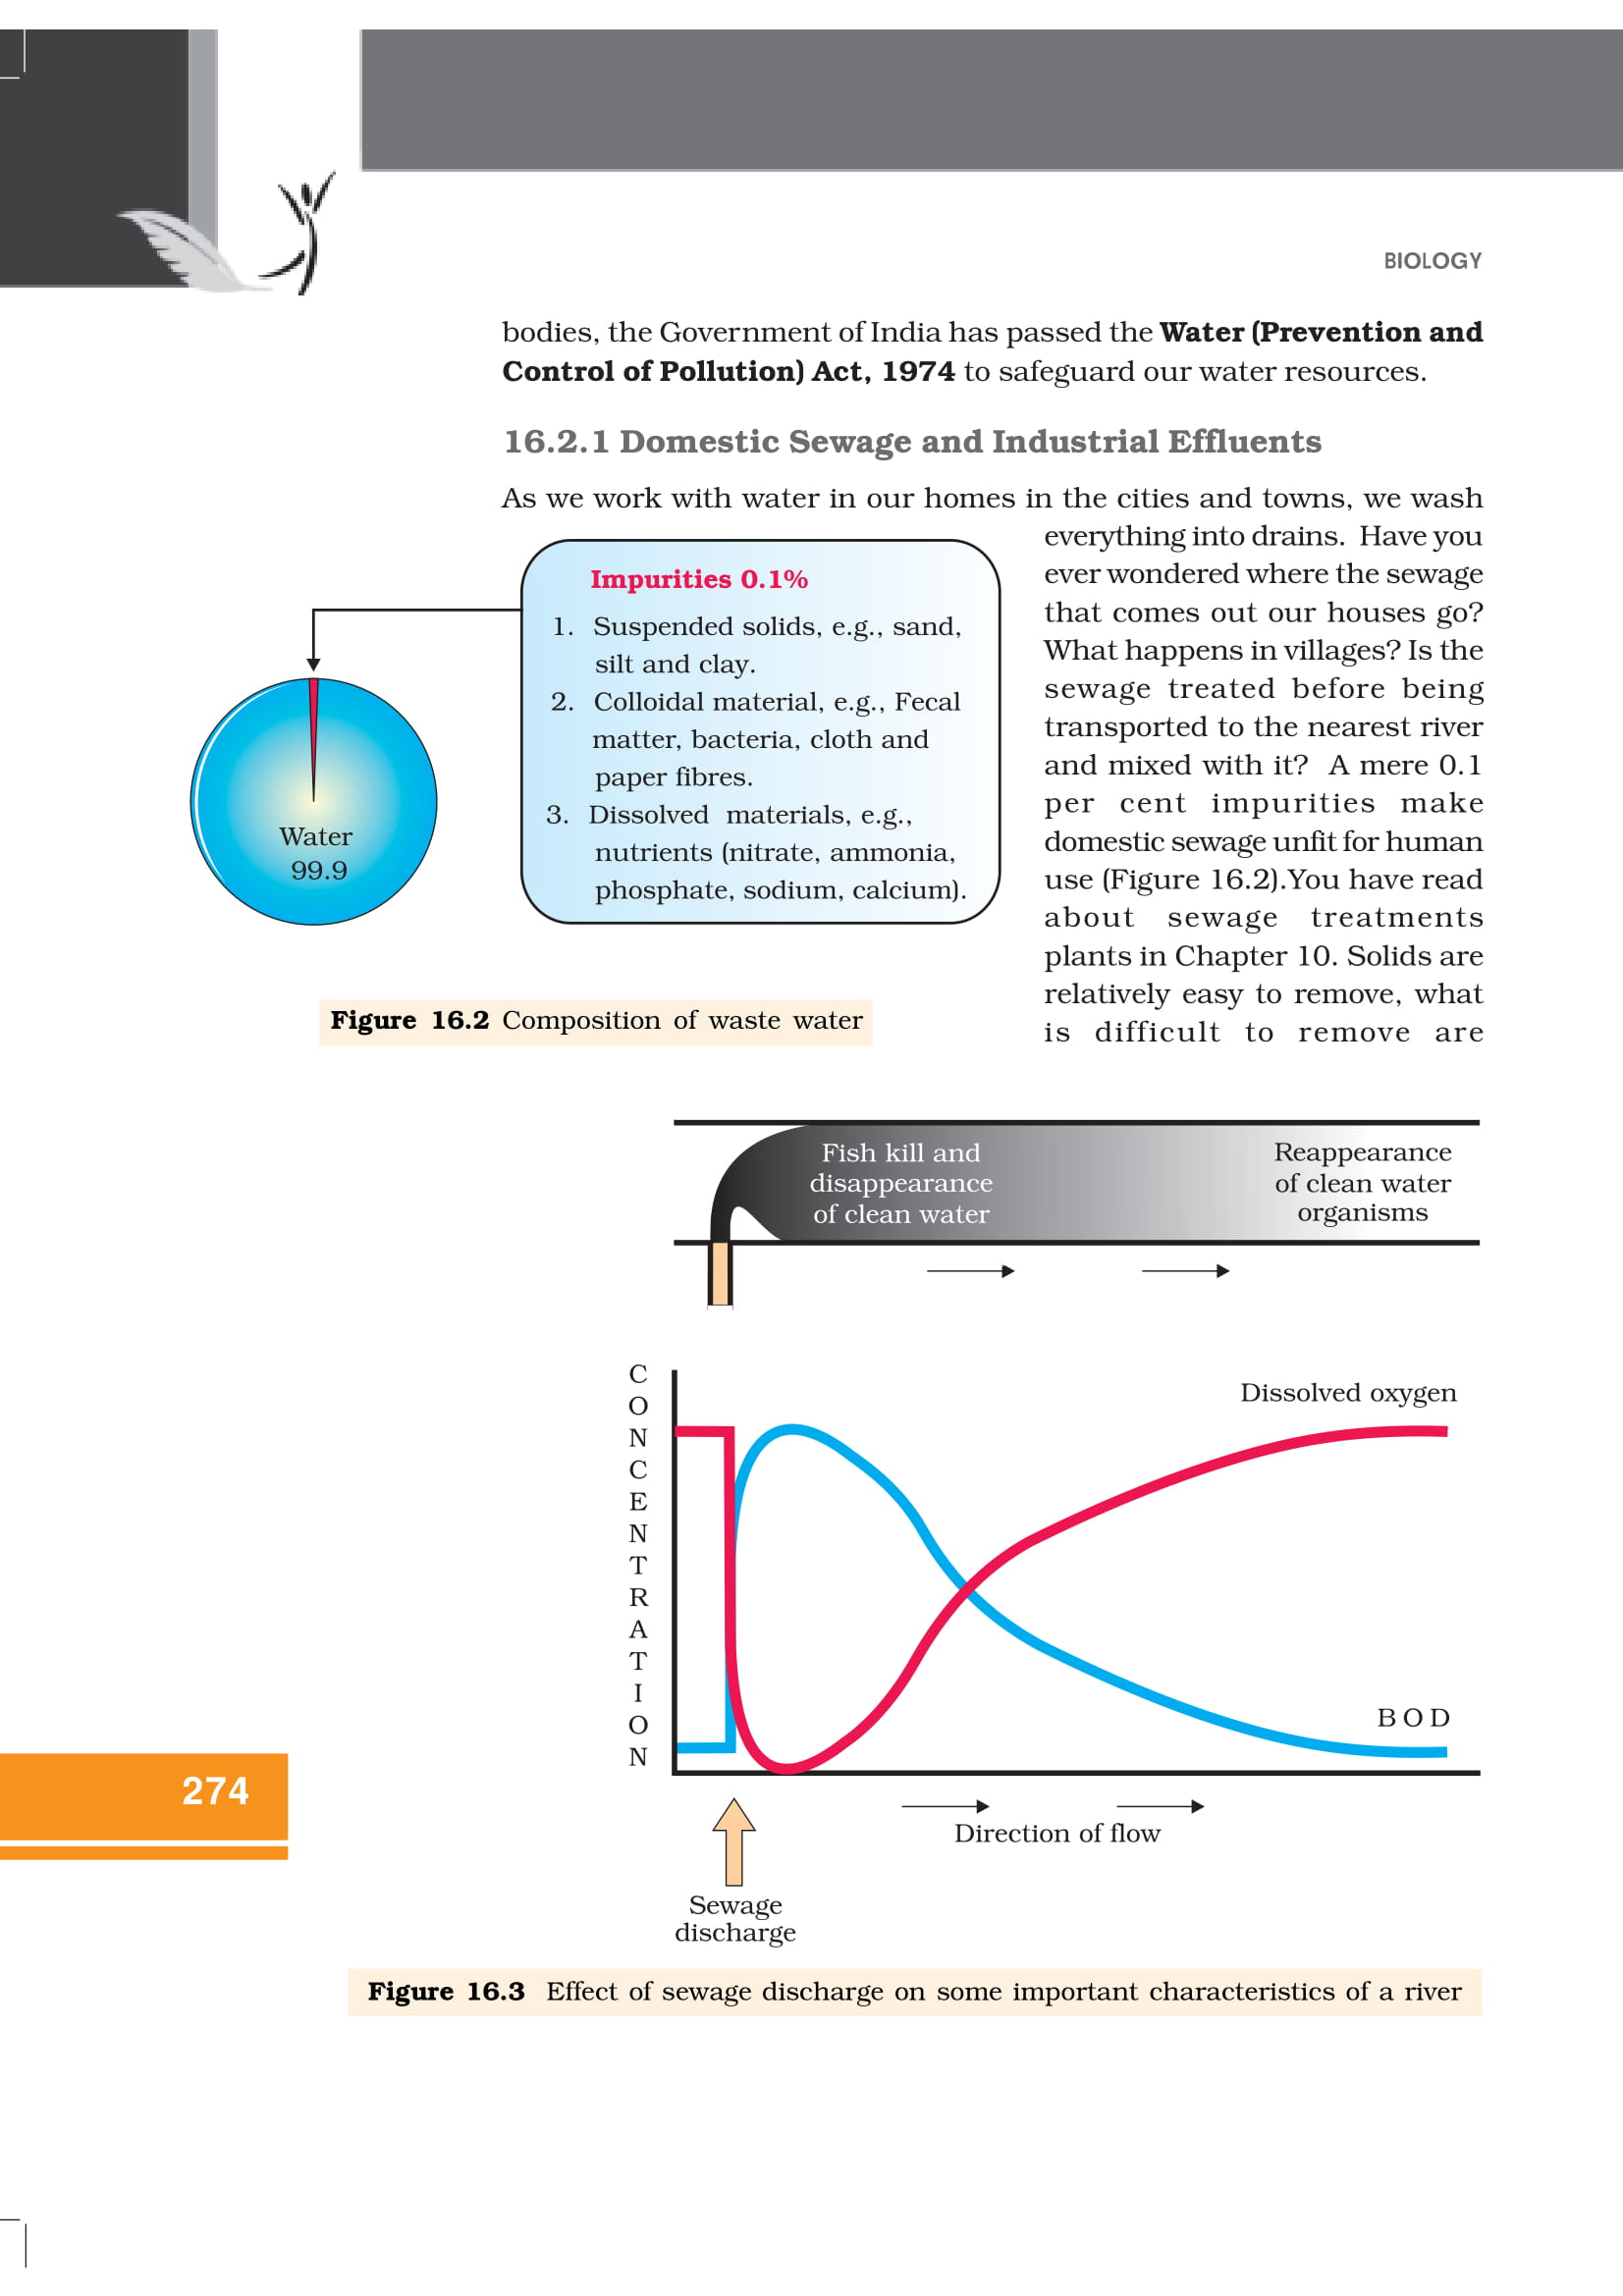 BIOLOGY
bodies, the Government of India has passed the Water (Prevention and
Control of Pollution) Act, 1974 to safeguard our water resources.
16.2.1 Domestic Sewage and Industrial Effluents
As we work with water in our homes in the cities and towns, we wash
everything into drains. Have you
ever wondered where the sewage
that comes out our houses go?
What happens in villages? Is the
sewage treated before being
transported to the nearest river
and mixed with it? A mere 0.1
per cent impurities make
domestic sewage unfit for human
use (Figure 16.2).You have read
about sewage treatments
plants in Chapter 10. Solids are
relatively easy to remove, what
is difficult to remove are
Impurities 0.1%
1. Suspended solids, e.g., sand,
silt and clay.
2. Colloidal material, e.g., Fecal
matter, bacteria, cloth and
paper fibres.
3. Dissolved materials, e.g.,
nutrients (nitrate, ammonia,
phosphate, sodium, calcium).
Water
99.9
Figure 16.2 Composition of waste water
Fish kill and
disappearance
of clean water
Reappearance
of clean water
organisms
C
O
N
C
E
N
T
R
A
T
I
O
N
Dissolved oxygen
B O D
Direction of flow
Sewage
discharge
Figure 16.3 Effect of sewage discharge on some important characteristics of a river
274